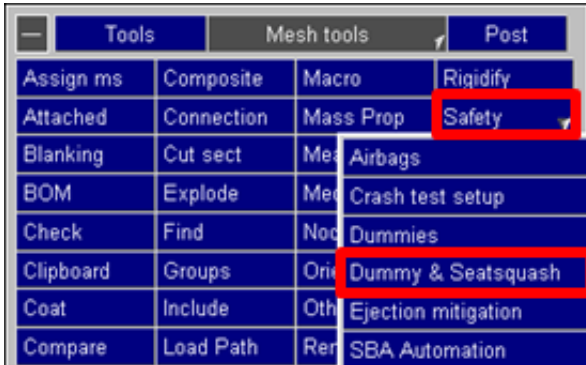 Tools Mesh tools Post
Assign ms Composite Macro Rigidify
Attached Connection Mass Prop Safety
Blanking Cut sect Airbags
BOM Explode Crash test setup
Check Find Dummies
Clipboard Groups Dummy & Seatsquash
Coat Include Ejection mitigation
Compare Load Path SBA Automation